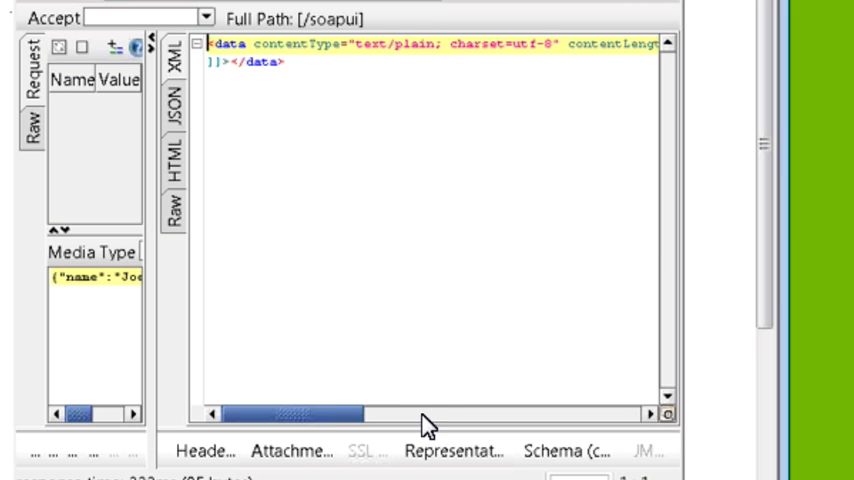 Accept Full Path: [/soapui]
Request
Raw
Name Value
Media Type
{"name":"Joe
XML
JSON
HTML
Raw
<data contentType="text/plain; charset=utf-8" contentLengt
]]></data>
... ... ... ... ... ... Heade... Attachme... SSL ... Representat... Schema (c... JM...